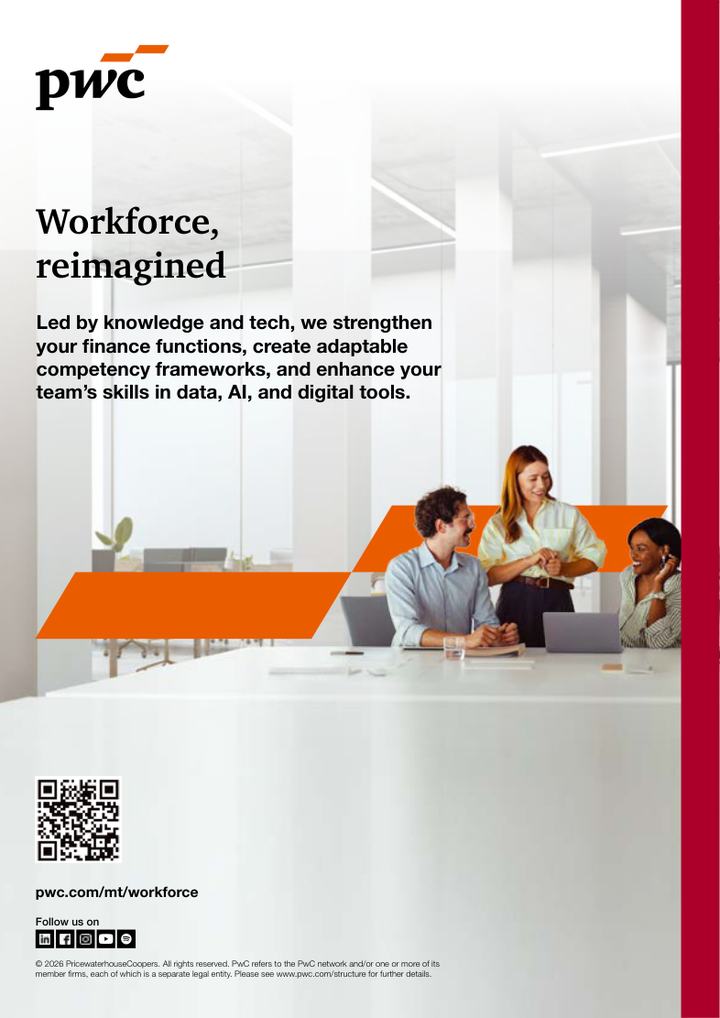 pwc
Workforce,
reimagined
Led by knowledge and tech, we strengthen
your finance functions, create adaptable
competency frameworks, and enhance your
team’s skills in data, AI, and digital tools.
pwc.com/mt/workforce
Follow us on
© 2026 PricewaterhouseCoopers. All rights reserved. PwC refers to the PwC network and/or one or more of its
member firms, each of which is a separate legal entity. Please see www.pwc.com/structure for further details.